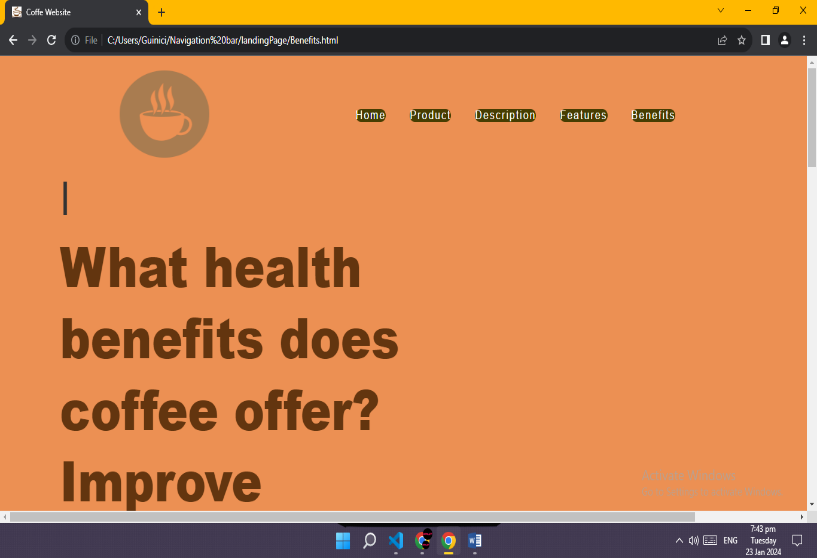 Coffe Website
File C:/Users/Guinici/Navigation%20bar/landingPage/Benefits.html
Home Product Description Features Benefits
What health
benefits does
coffee offer?
Improve
ENG
7:43 pm
Tuesday
23 Jan 2024